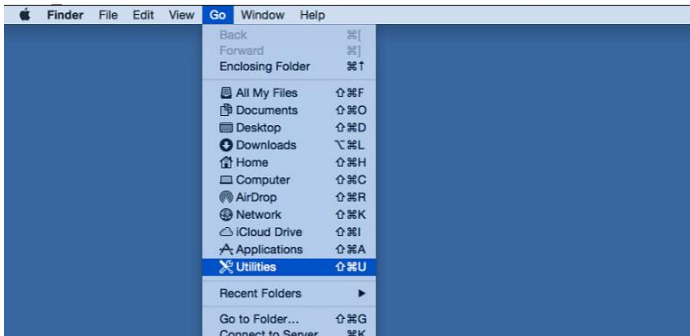 Finder File Edit View Go Window Help
Back ⌘[
Forward ⌘]
Enclosing Folder ⌘↑
All My Files ⇧⌘F
Documents ⇧⌘O
Desktop ⇧⌘D
Downloads ⌥⌘L
Home ⇧⌘H
Computer ⇧⌘C
AirDrop ⇧⌘R
Network ⇧⌘K
iCloud Drive ⇧⌘I
Applications ⇧⌘A
Utilities ⇧⌘U
Recent Folders
Go to Folder... ⇧⌘G
Connect to Server ⌘K